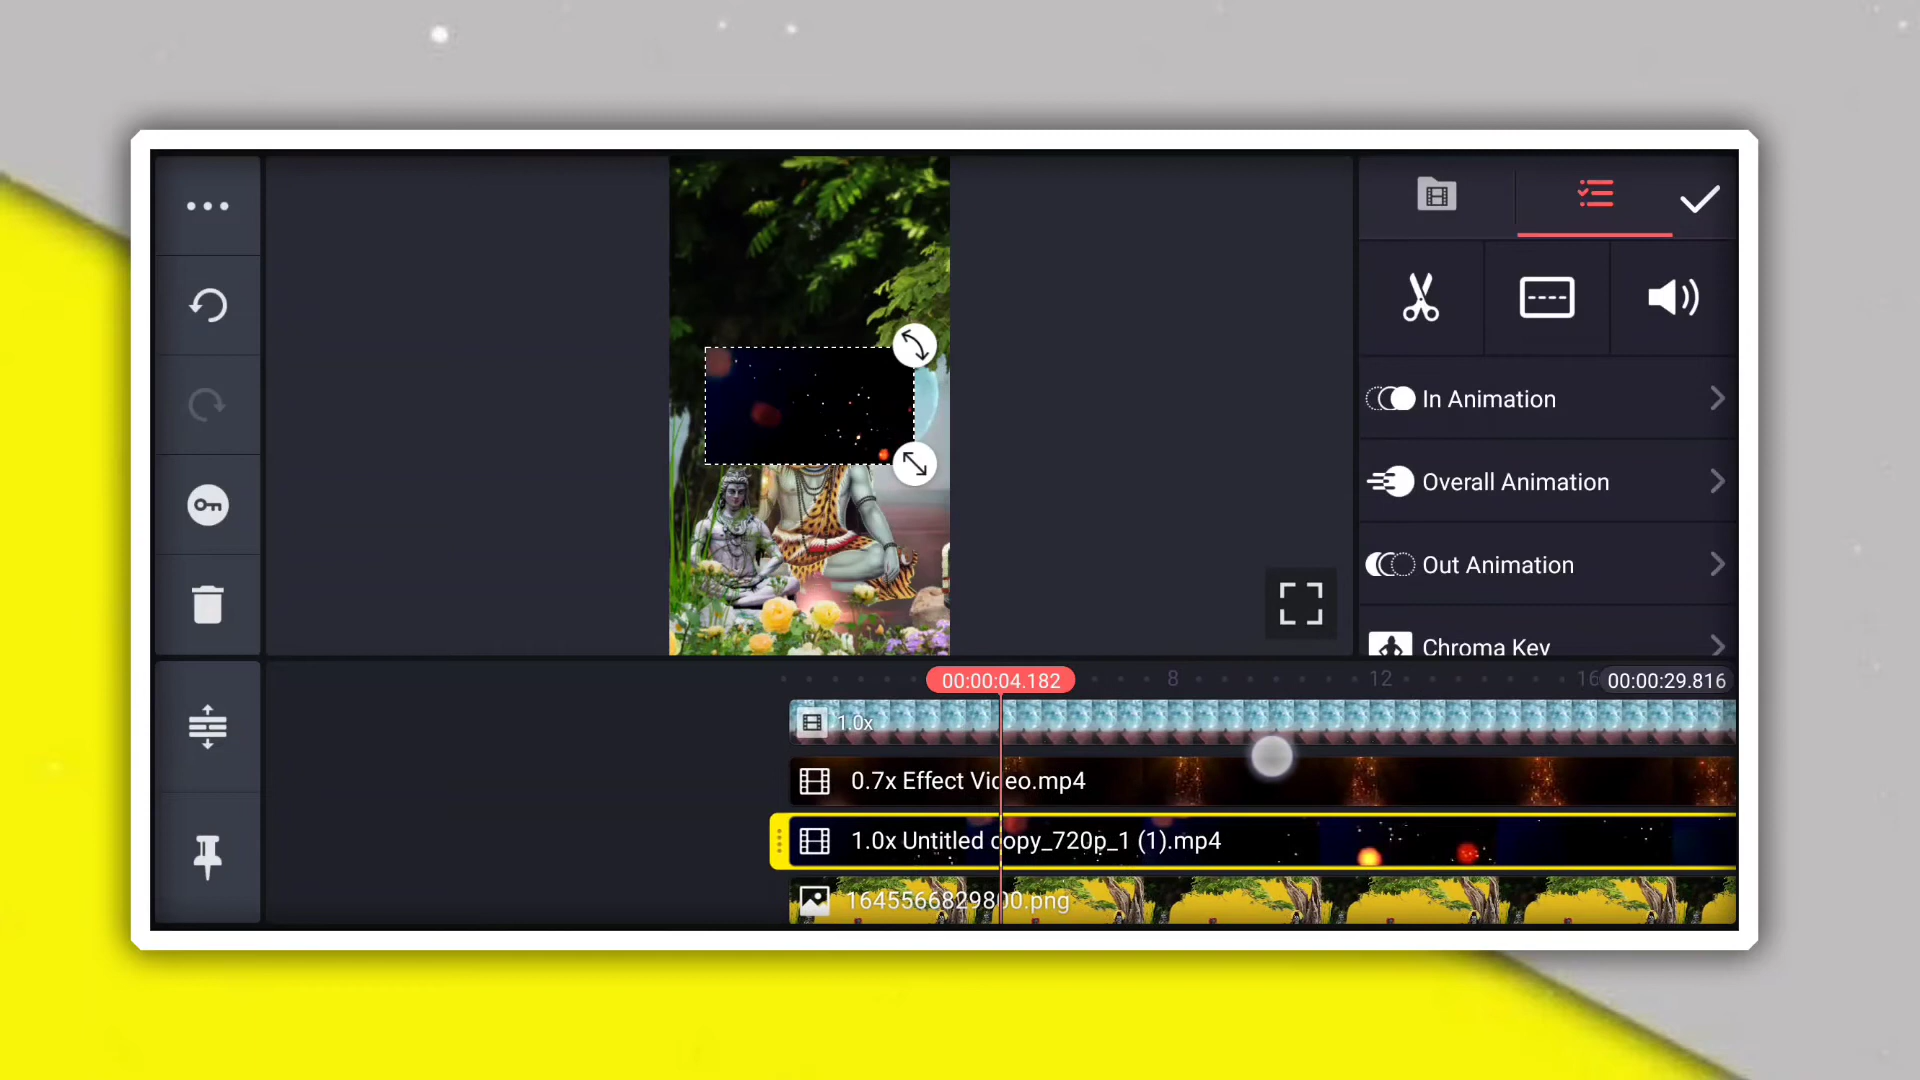 In Animation
Overall Animation
Out Animation
Chroma Key
00:00:04.182
8
12
16
00:00:29.816
1.0x
0.7x Effect Video.mp4
1.0x Untitled copy_720p_1 (1).mp4
1645566829800.png